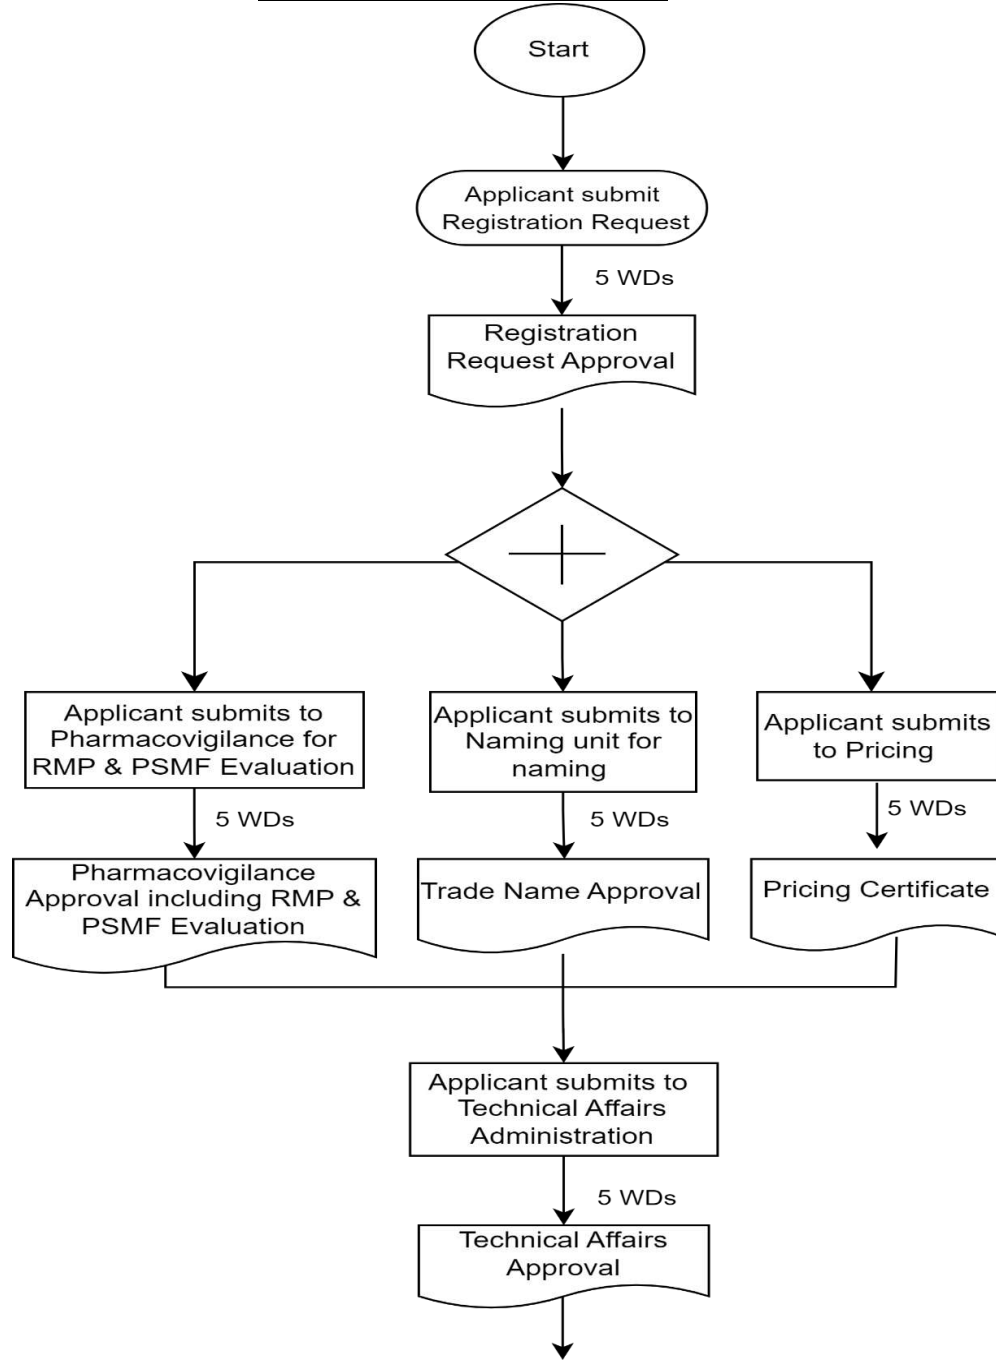 Start
Applicant submit
Registration Request
5 WDs
Registration
Request Approval
Applicant submits to
Pharmacovigilance for
RMP & PSMF Evaluation
Applicant submits to
Naming unit for
naming
Applicant submits
to Pricing
5 WDs
5 WDs
5 WDs
Pharmacovigilance
Approval including RMP &
PSMF Evaluation
Trade Name Approval
Pricing Certificate
Applicant submits to
Technical Affairs
Administration
5 WDs
Technical Affairs
Approval